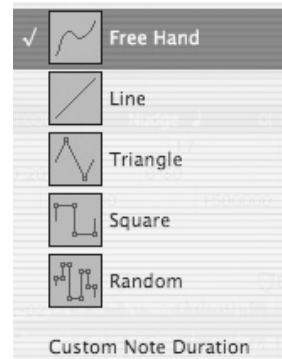 Free Hand
Line
Triangle
Square
Random
Custom Note Duration